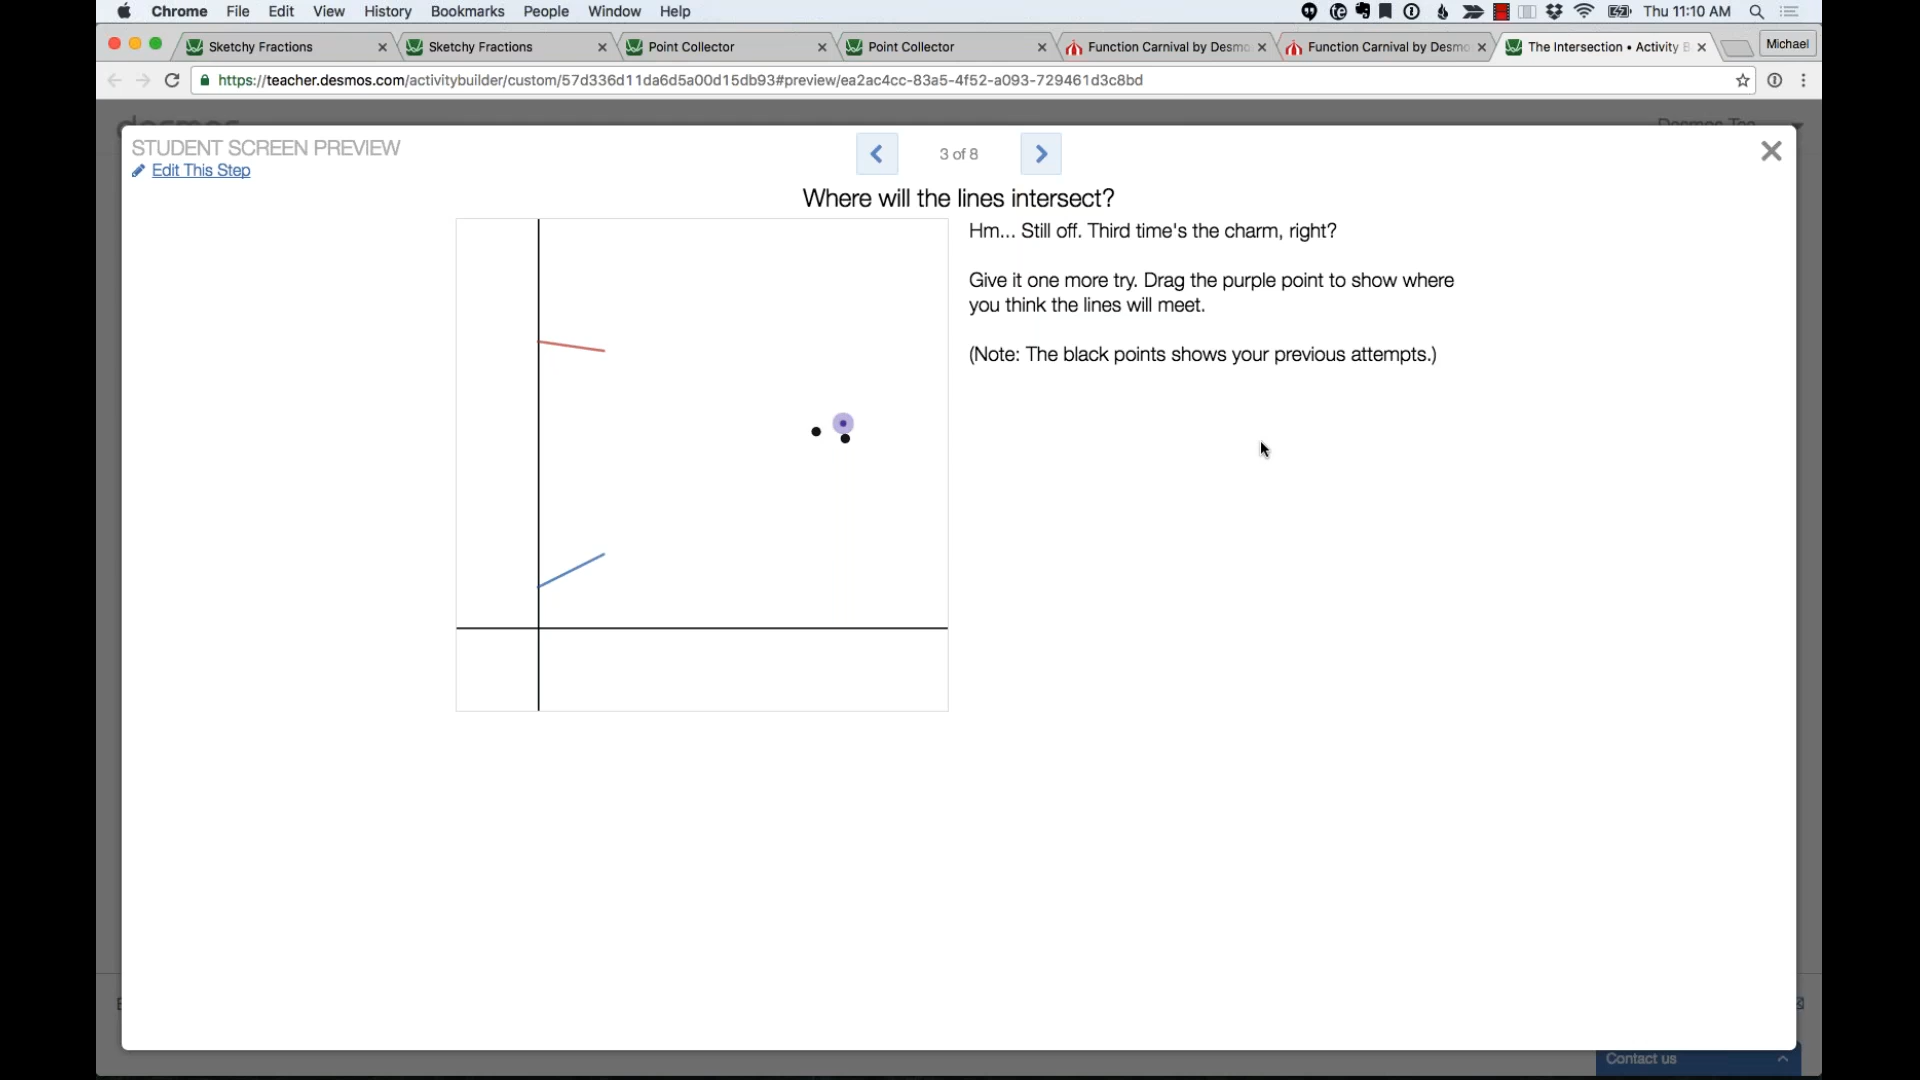 Chrome File Edit View History Bookmarks People Window Help Thu 11:10 AM
Sketchy Fractions Sketchy Fractions Point Collector Point Collector Function Carnival by Desmo Function Carnival by Desmo The Intersection • Activity B Michael
https://teacher.desmos.com/activitybuilder/custom/57d336d11da6d5a00d15db93#preview/ea2ac4cc-83a5-4f52-a093-729461d3c8bd
STUDENT SCREEN PREVIEW
Edit This Step
3 of 8
Where will the lines intersect?
Hm... Still off. Third time's the charm, right?
Give it one more try. Drag the purple point to show where
you think the lines will meet.
(Note: The black points shows your previous attempts.)
Contact us